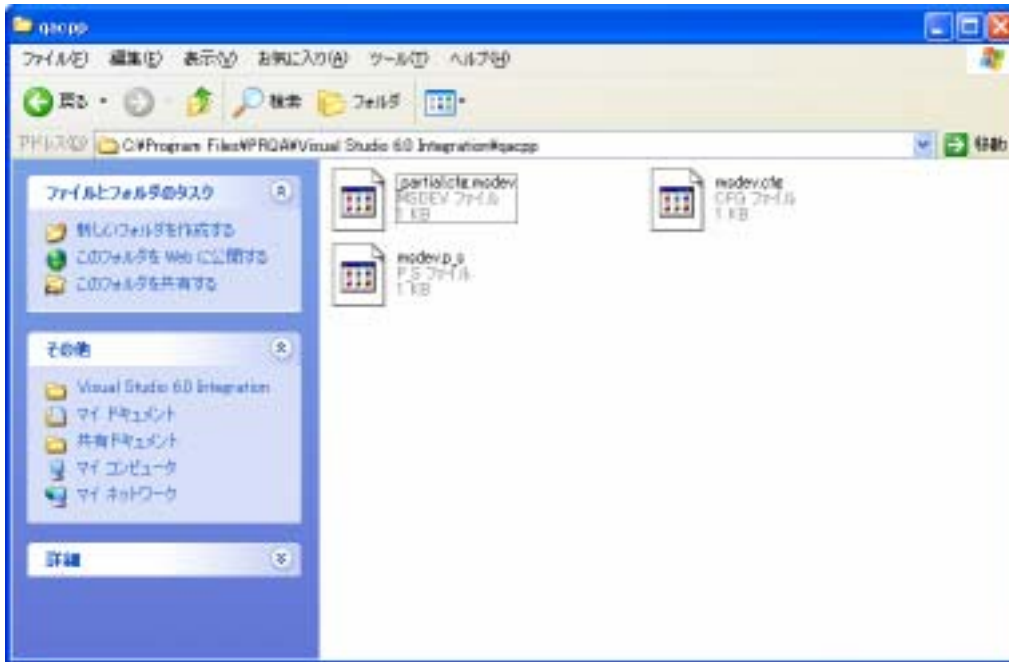 qacpp
ファイル(F) 編集(E) 表示(V) お気に入り(A) ツール(T) ヘルプ(H)
戻る 検索 フォルダ
アドレス(D) C:¥Program Files¥PRQA¥Visual Studio 6.0 Integration¥qacpp 移動
ファイルとフォルダのタスク
新しいフォルダを作成する
このフォルダを Web に公開する
このフォルダを共有する
その他
Visual Studio 6.0 Integration
マイ ドキュメント
共有ドキュメント
マイ コンピュータ
マイ ネットワーク
詳細
_partialcfg.msdev
MSDEV ファイル
1 KB
msdev.cfg
CFG ファイル
1 KB
msdev.p_s
P_S ファイル
1 KB